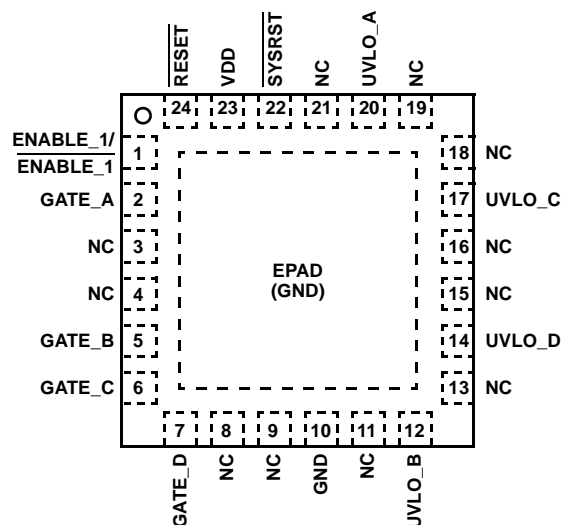 RESET
VDD
SYSRST
NC
UVLO_A
NC
24
23
22
21
20
19
ENABLE_1/
ENABLE_1
1
GATE_A
2
NC
3
NC
4
GATE_B
5
GATE_C
6
EPAD
(GND)
18 NC
17 UVLO_C
16 NC
15 NC
14 UVLO_D
13 NC
7
8
9
10
11
12
GATE_D
NC
NC
GND
NC
UVLO_B